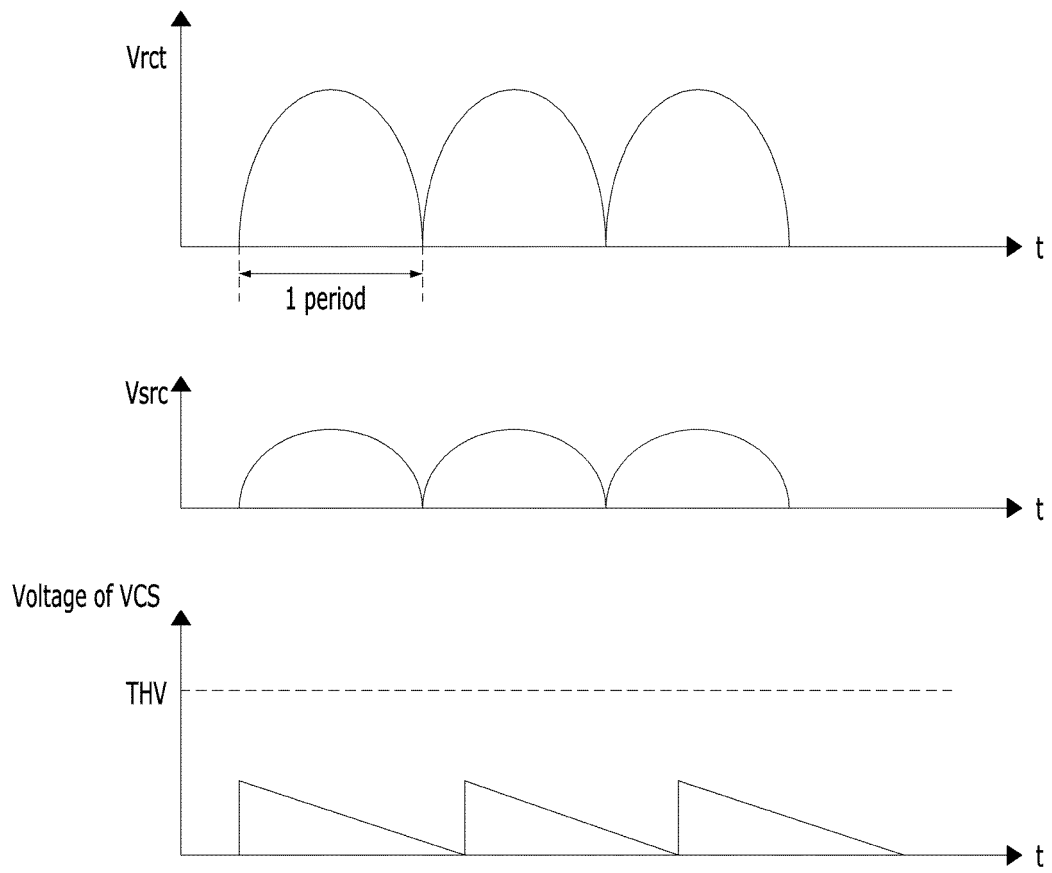 Vrct
t
1 period
Vsrc
t
Voltage of VCS
THV
t